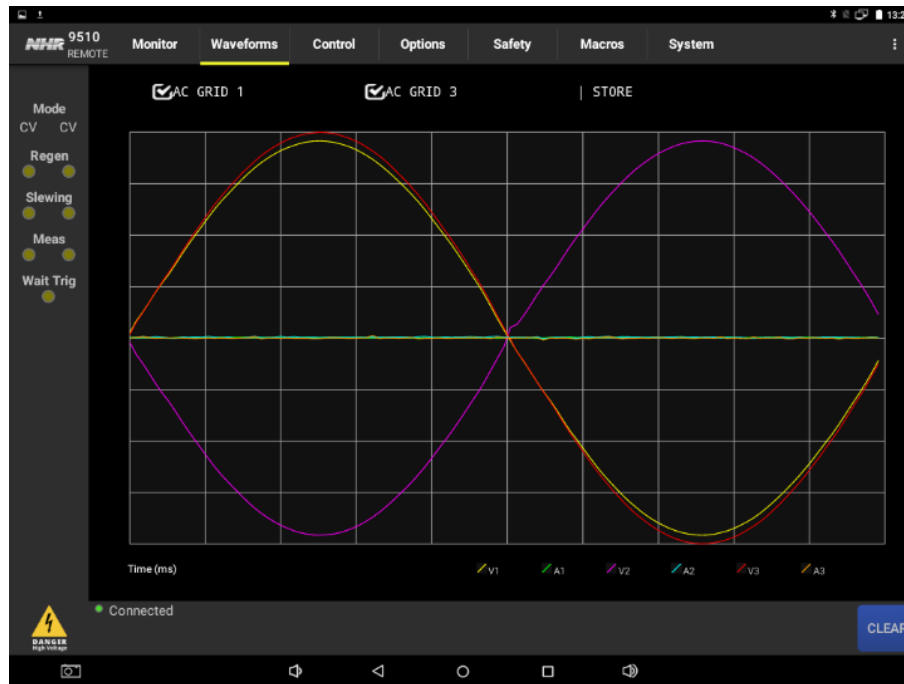 13:2
NHR 9510
REMOTE
Monitor Waveforms Control Options Safety Macros System
AC GRID 1 AC GRID 3 | STORE
Mode
CV CV
Regen
Slewing
Meas
Wait Trig
Time (ms) V1 A1 V2 A2 V3 A3
Connected
CLEAR
DANGER
High Voltage